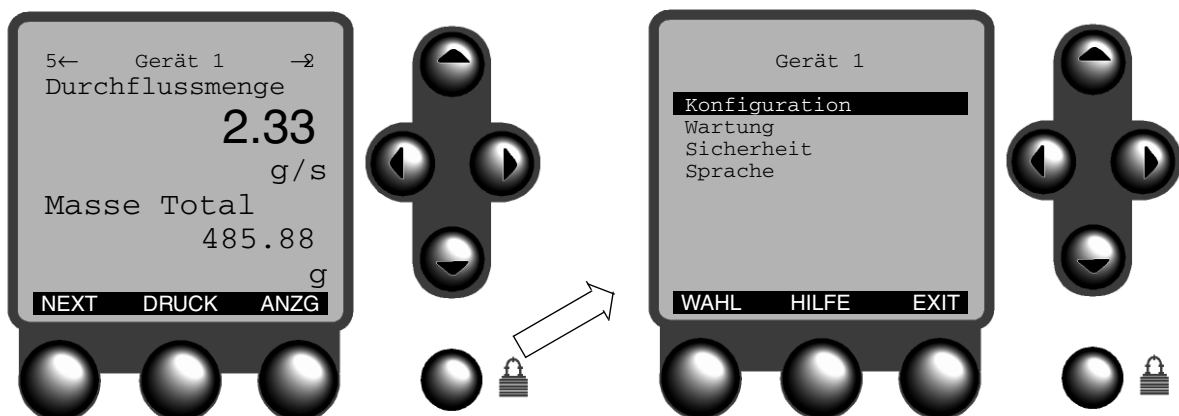 5← Gerät 1 →2
Durchflussmenge
2.33
g/s
Masse Total
485.88
g
NEXT DRUCK ANZG
Gerät 1
Konfiguration
Wartung
Sicherheit
Sprache
WAHL HILFE EXIT